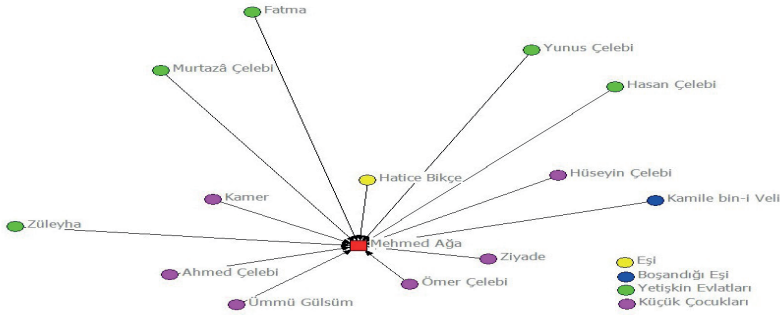 Fatma
Yunus Çelebi
Murtazâ Çelebi
Hasan Çelebi
Hatice Bikçe
Hüseyin Çelebi
Kamer
Kamile bin-i Veli
Züleyha
Mehmed Ağa
Ziyade
Ahmed Çelebi
Ömer Çelebi
Ümmü Gülsüm
Eşi
Boşandığı Eşi
Yetişkin Evlatları
Küçük Çocukları